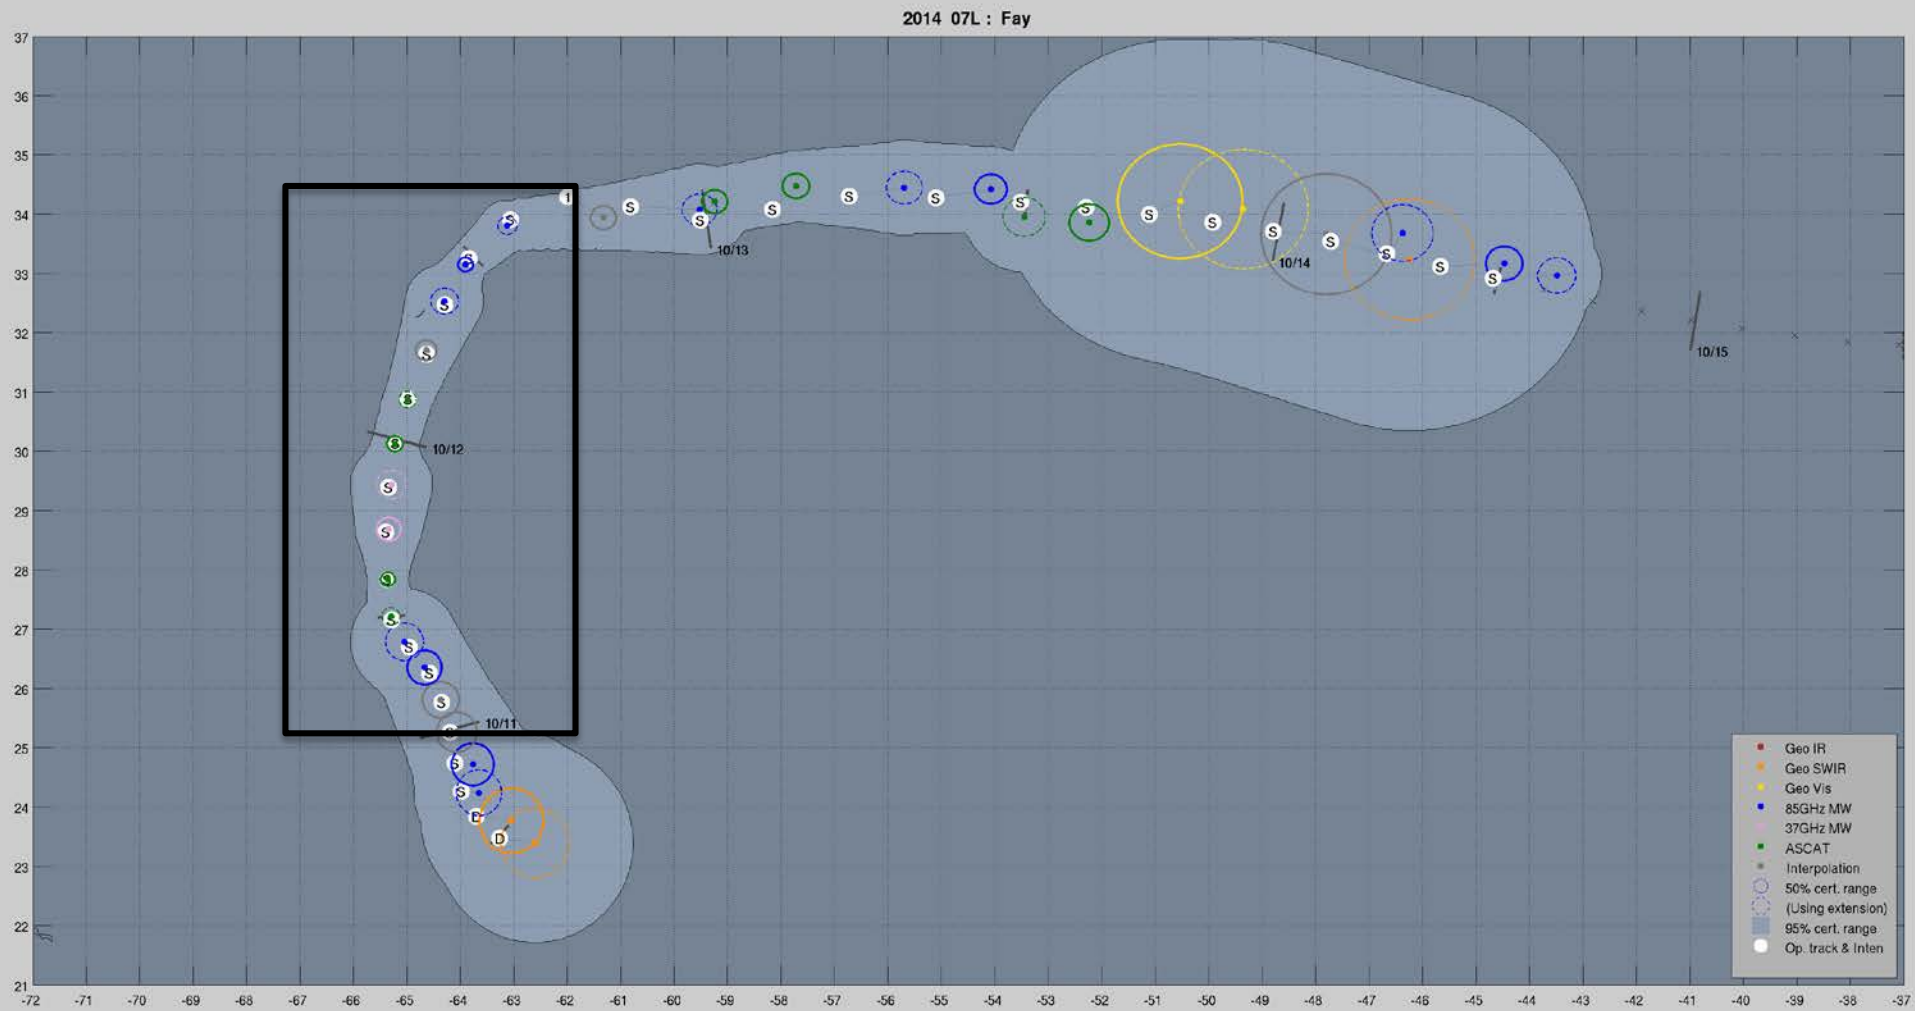 2014 07L : Fay
37
36
35
34
33
32
31
30
29
28
27
26
25
24
23
22
21
1 S S S S S S S S S S S S S S
S S S S S
10/13
10/14
10/15
S
S
S
S
10/12
S
S
S
S
S
S
S
10/11
S
S
S
D
D
Geo IR
Geo SWIR
Geo Vis
85GHz MW
37GHz MW
ASCAT
Interpolation
50% cert. range
(Using extension)
95% cert. range
Op. track & Inten
-72 -71 -70 -69 -68 -67 -66 -65 -64 -63 -62 -61 -60 -59 -58 -57 -56 -55 -54 -53 -52 -51 -50 -49 -48 -47 -46 -45 -44 -43 -42 -41 -40 -39 -38 -37